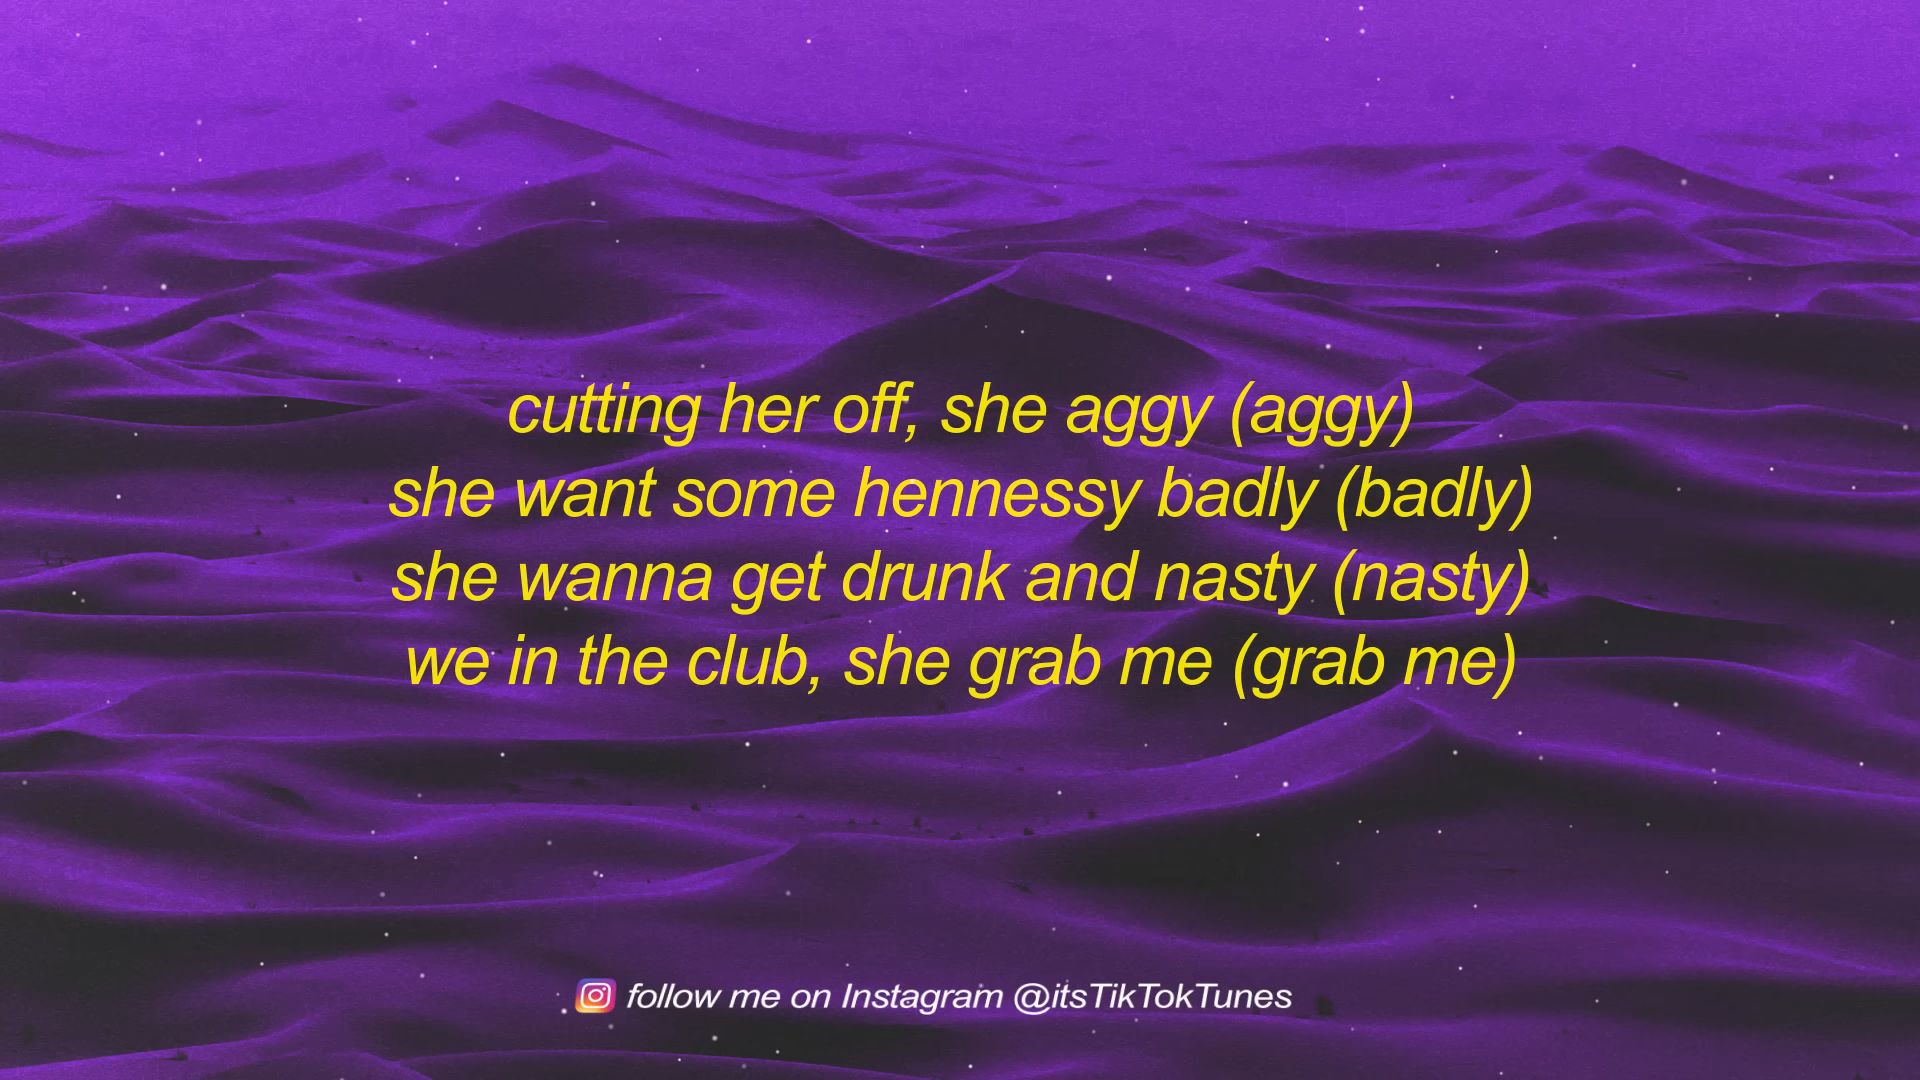 cutting her off, she aggy (aggy)
she want some hennessy badly (badly)
she wanna get drunk and nasty (nasty)
we in the club, she grab me (grab me)
follow me on Instagram @itsTikTokTunes